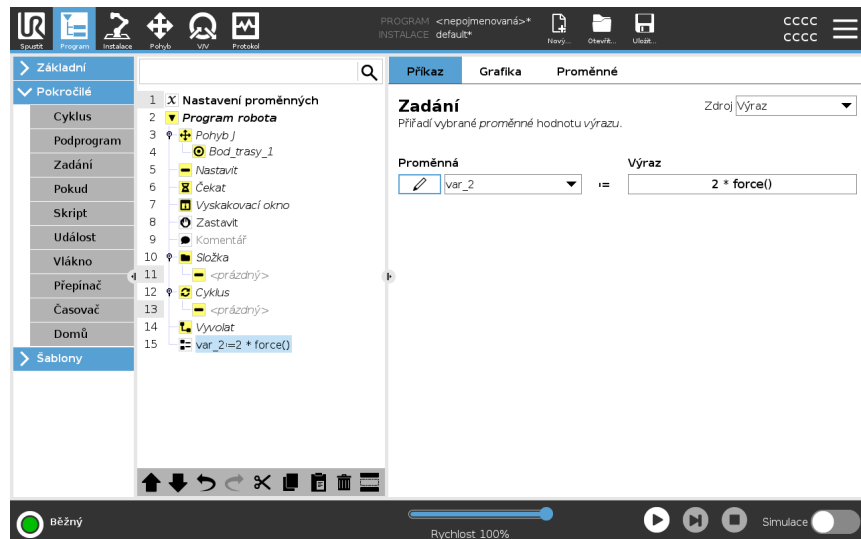 PROGRAM <nepojmenovaná>*
INSTALACE default*
Spustit Program Instalace Pohyb V/V Protokol
Nový... Otevřít... Uložit...
CCCC
CCCC
Základní
Pokročilé
Cyklus
Podprogram
Zadání
Pokud
Skript
Událost
Vlákno
Přepínač
Časovač
Domů
Šablony
1 X Nastavení proměnných
2 Program robota
3 Pohyb J
4 Bod_trasy_1
5 Nastavit
6 Čekat
7 Vyskakovací okno
8 Zastavit
9 Komentář
10 Složka
11 <prázdný>
12 Cyklus
13 <prázdný>
14 Vyvolat
15 var_2≔2 * force()
Příkaz Grafika Proměnné
Zadání
Zdroj Výraz
Přiřadí vybrané proměnné hodnotu výrazu.
Proměnná Výraz
var_2 ≔ 2 * force()
Běžný
Rychlost 100%
Simulace